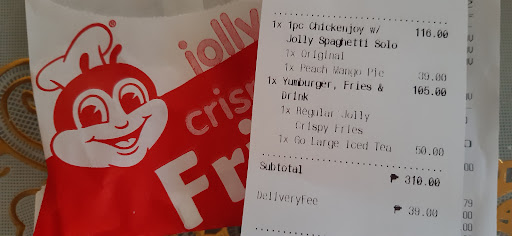 jolly
crisp
Fri
1x 1pc Chickenjoy w/ 116.00
Jolly Spaghetti Solo
1x Original
1x Peach Mango Pie 39.00
1x Yumburger, Fries & 105.00
Drink
1x Regular Jolly
Crispy Fries
1x Go Large Iced Tea 50.00
Subtotal ₱ 310.00
DeliveryFee ₱ 39.00
79
00